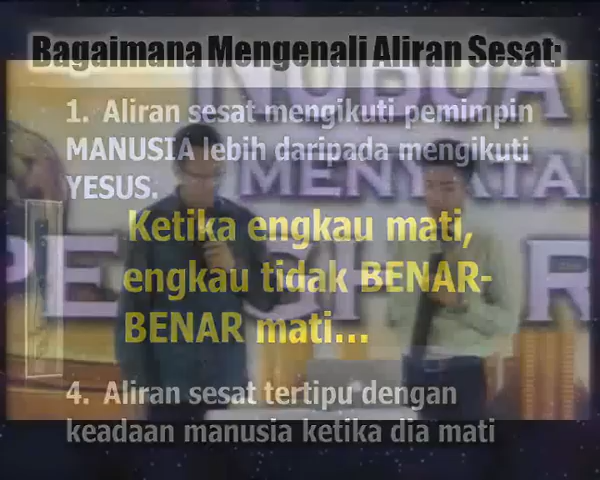 Bagaimana Mengenali Aliran Sesat:
1. Aliran sesat mengikuti pemimpin
MANUSIA lebih daripada mengikuti
YESUS.
Ketika engkau mati,
engkau tidak BENAR-
BENAR mati...
4. Aliran sesat tertipu dengan
keadaan manusia ketika dia mati